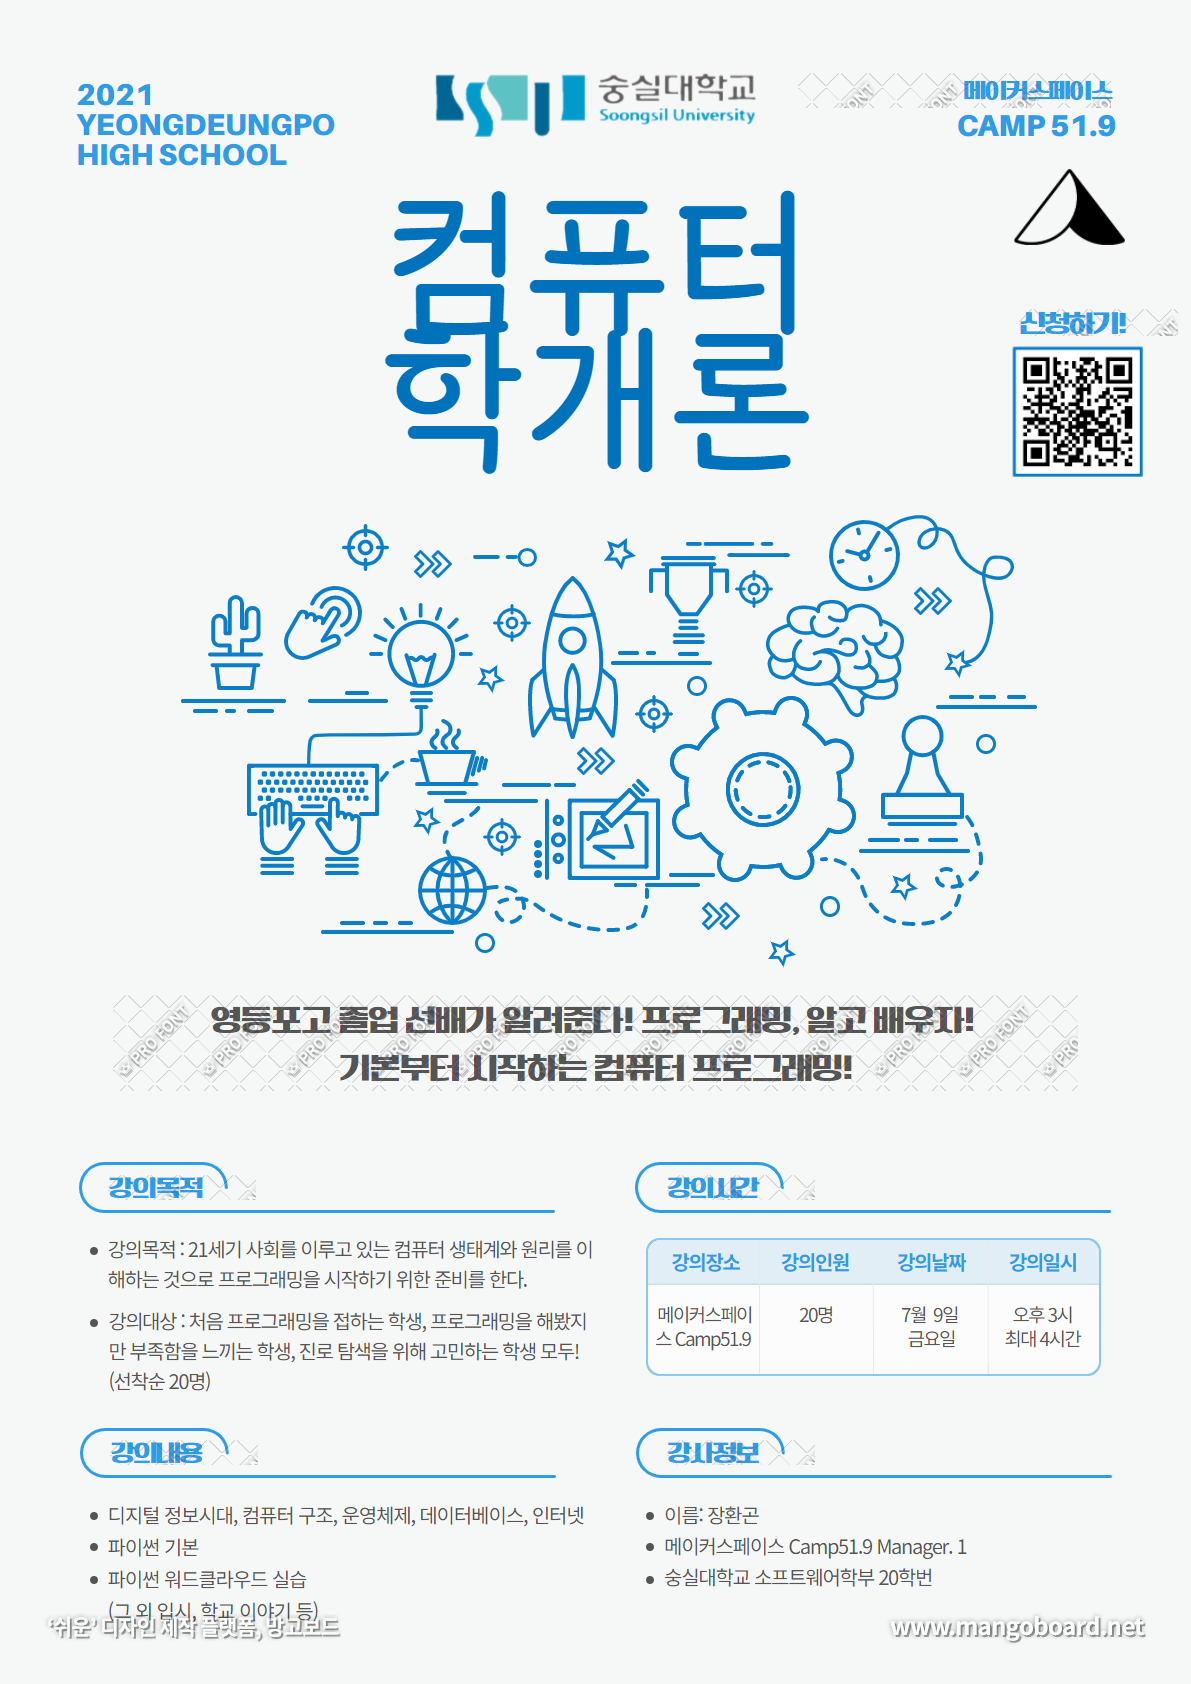 2021
YEONGDEUNGPO
HIGH SCHOOL
숭실대학교
Soongsil University
메이커스페이스
CAMP 51.9
컴퓨터
학개론
신청하기!
영등포고 졸업 선배가 알려준다! 프로그래밍, 알고 배우자!
기본부터 시작하는 컴퓨터 프로그래밍!
PRO FONT
강의목적
강의목적 : 21세기 사회를 이루고 있는 컴퓨터 생태계와 원리를 이
해하는 것으로 프로그래밍을 시작하기 위한 준비를 한다.
강의대상 : 처음 프로그래밍을 접하는 학생, 프로그래밍을 해봤지
만 부족함을 느끼는 학생, 진로 탐색을 위해 고민하는 학생 모두!
(선착순 20명)
강의시간
강의장소 강의인원 강의날짜 강의일시
메이커스페이 20명 7월 9일 오후 3시
스 Camp51.9 금요일 최대 4시간
강의내용
디지털 정보시대, 컴퓨터 구조, 운영체제, 데이터베이스, 인터넷
파이썬 기본
파이썬 워드클라우드 실습
(그 외 입시, 학교 이야기 등)
강사정보
이름: 장환곤
메이커스페이스 Camp51.9 Manager. 1
숭실대학교 소프트웨어학부 20학번
'쉬운' 디자인 제작 플랫폼, 망고보드
www.mangoboard.net